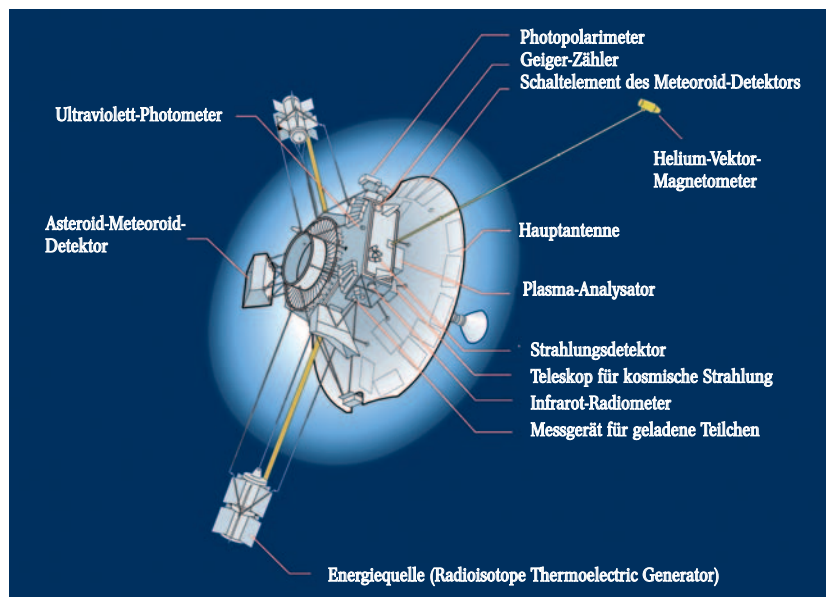 Photopolarimeter
Geiger-Zähler
Schaltelement des Meteoroid-Detektors
Ultraviolett-Photometer
Helium-Vektor-
Magnetometer
Asteroid-Meteoroid-
Detektor
Hauptantenne
Plasma-Analysator
Strahlungsdetektor
Teleskop für kosmische Strahlung
Infrarot-Radiometer
Messgerät für geladene Teilchen
Energiequelle (Radioisotope Thermoelectric Generator)